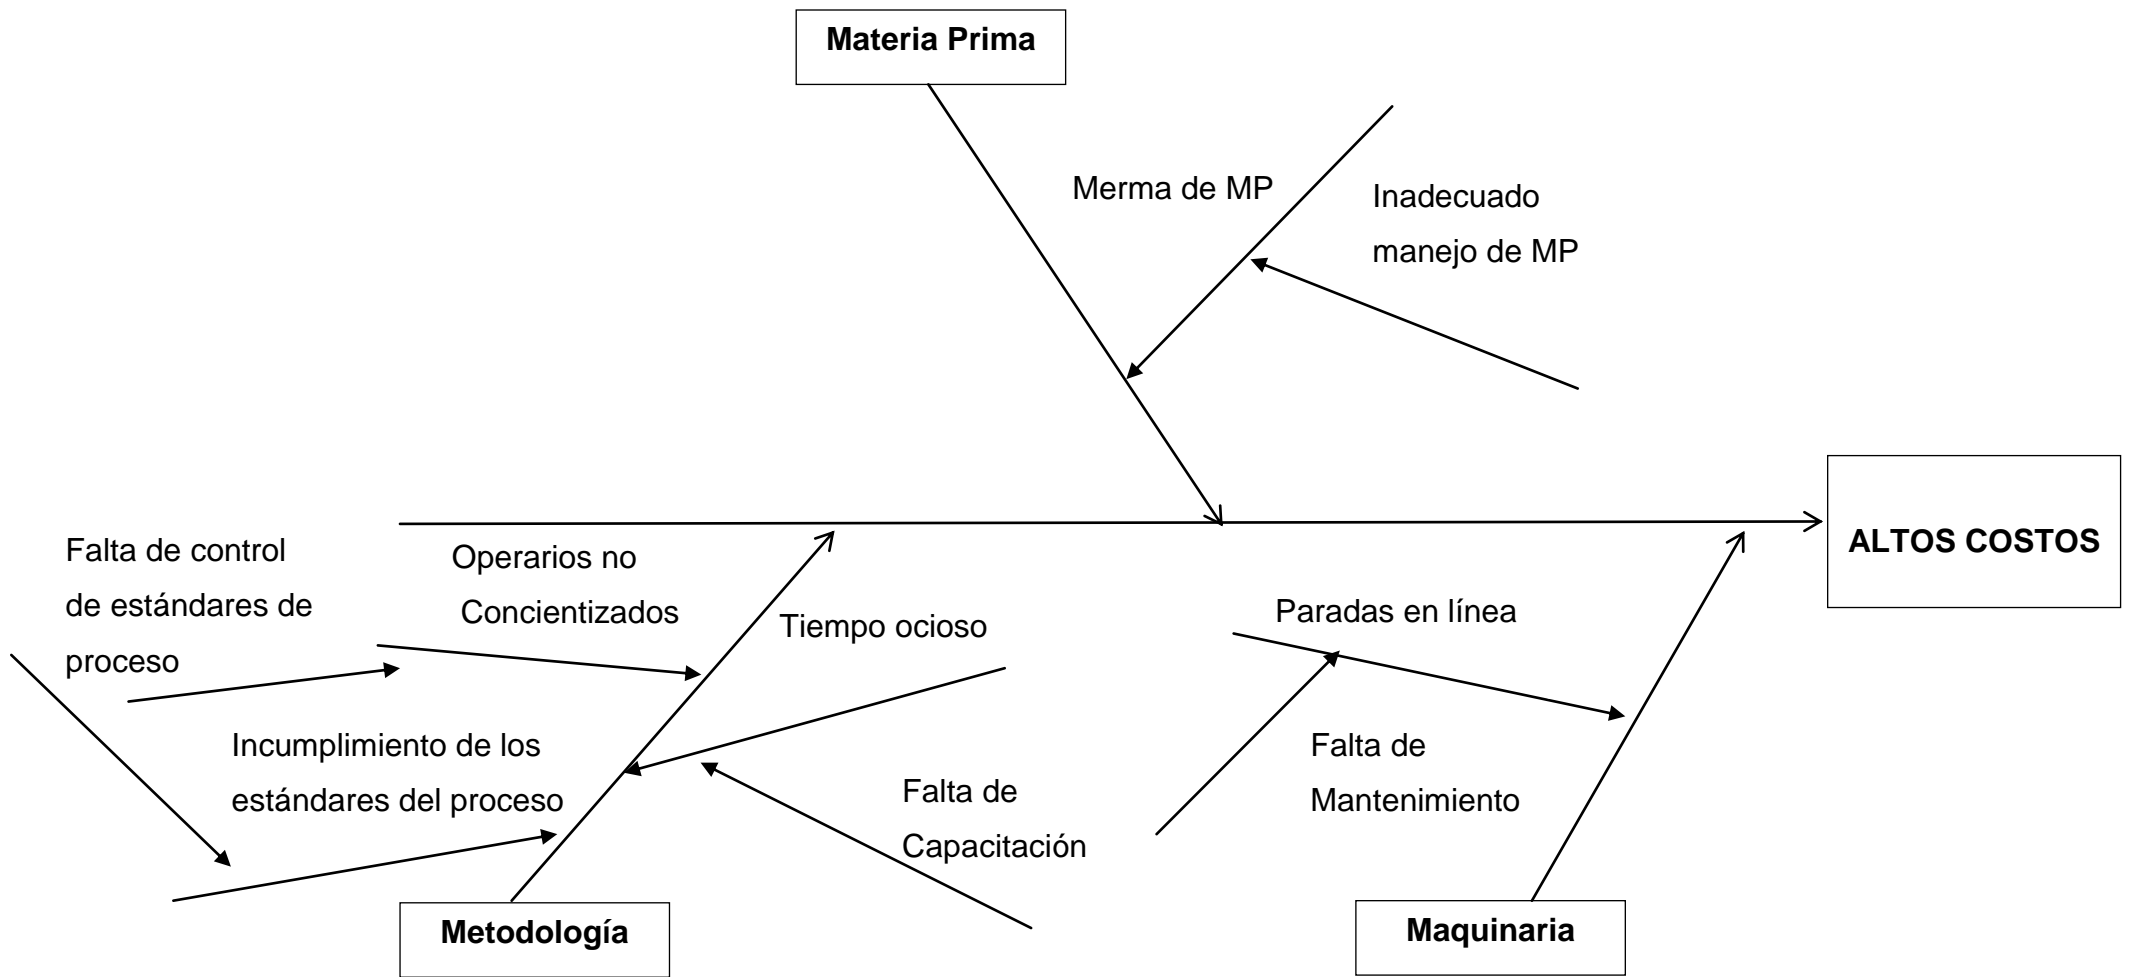 Materia Prima
Merma de MP
Inadecuado
manejo de MP
ALTOS COSTOS
Falta de control
de estándares de
proceso
Operarios no
Concientizados
Tiempo ocioso
Paradas en línea
Incumplimiento de los
estándares del proceso
Falta de
Capacitación
Falta de
Mantenimiento
Metodología
Maquinaria